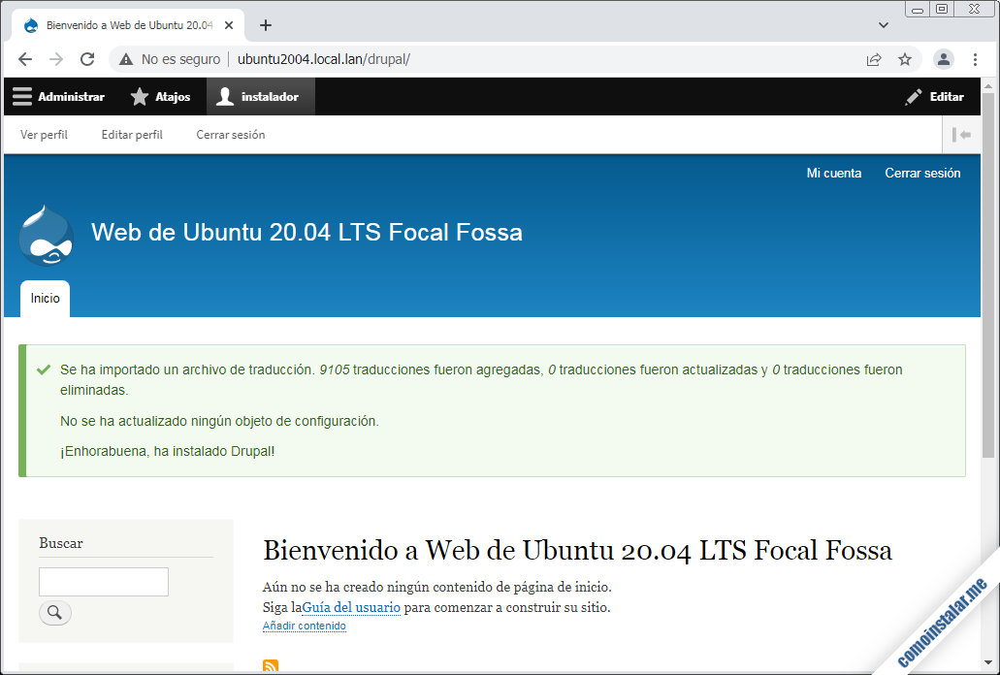 Bienvenido a Web de Ubuntu 20.04
No es seguro | ubuntu2004.local.lan/drupal/
Administrar Atajos instalador Editar
Ver perfil Editar perfil Cerrar sesión
Mi cuenta Cerrar sesión
Web de Ubuntu 20.04 LTS Focal Fossa
Inicio
Se ha importado un archivo de traducción. 9105 traducciones fueron agregadas, 0 traducciones fueron actualizadas y 0 traducciones fueron
eliminadas.
No se ha actualizado ningún objeto de configuración.
¡Enhorabuena, ha instalado Drupal!
Buscar
Bienvenido a Web de Ubuntu 20.04 LTS Focal Fossa
Aún no se ha creado ningún contenido de página de inicio.
Siga laGuía del usuario para comenzar a construir su sitio.
Añadir contenido
comoinstalar.me